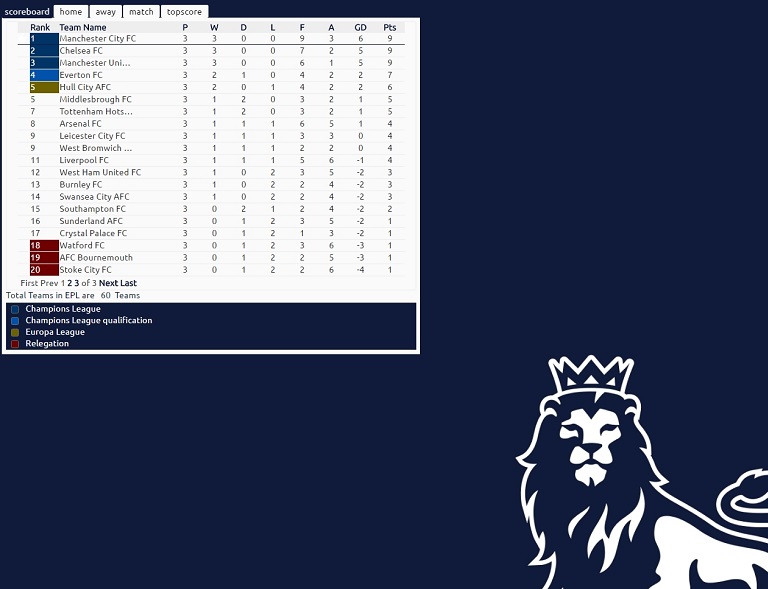 scoreboard home away match topscore
Rank Team Name P W D L F A GD Pts
1 Manchester City FC 3 3 0 0 9 3 6 9
2 Chelsea FC 3 3 0 0 7 2 5 9
3 Manchester Uni... 3 3 0 0 6 1 5 9
4 Everton FC 3 2 1 0 4 2 2 7
5 Hull City AFC 3 2 0 1 4 2 2 6
5 Middlesbrough FC 3 1 2 0 3 2 1 5
7 Tottenham Hots... 3 1 2 0 3 2 1 5
8 Arsenal FC 3 1 1 1 6 5 1 4
9 Leicester City FC 3 1 1 1 3 3 0 4
9 West Bromwich ... 3 1 1 1 2 2 0 4
11 Liverpool FC 3 1 1 1 5 6 -1 4
12 West Ham United FC 3 1 0 2 3 5 -2 3
13 Burnley FC 3 1 0 2 2 4 -2 3
14 Swansea City AFC 3 1 0 2 2 4 -2 3
15 Southampton FC 3 0 2 1 2 4 -2 2
16 Sunderland AFC 3 0 1 2 3 5 -2 1
17 Crystal Palace FC 3 0 1 2 1 3 -2 1
18 Watford FC 3 0 1 2 3 6 -3 1
19 AFC Bournemouth 3 0 1 2 2 5 -3 1
20 Stoke City FC 3 0 1 2 2 6 -4 1
First Prev 1 2 3 of 3 Next Last
Total Teams in EPL are 60 Teams
Champions League
Champions League qualification
Europa League
Relegation